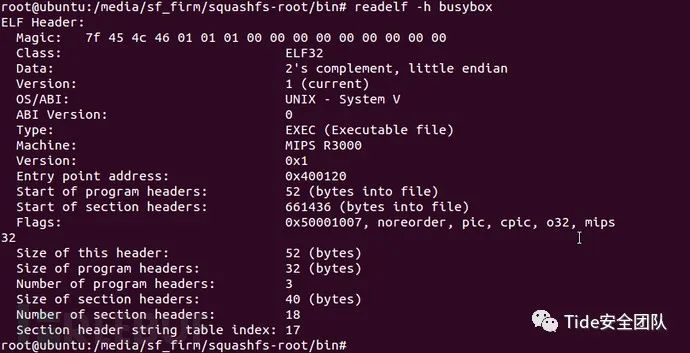 root@ubuntu:/media/sf_firm/squashfs-root/bin# readelf -h busybox
ELF Header:
  Magic:   7f 45 4c 46 01 01 01 00 00 00 00 00 00 00 00 00
  Class:                             ELF32
  Data:                              2's complement, little endian
  Version:                           1 (current)
  OS/ABI:                            UNIX - System V
  ABI Version:                       0
  Type:                              EXEC (Executable file)
  Machine:                           MIPS R3000
  Version:                           0x1
  Entry point address:               0x400120
  Start of program headers:          52 (bytes into file)
  Start of section headers:          661436 (bytes into file)
  Flags:                             0x50001007, noreorder, pic, cpic, o32, mips
32
  Size of this header:               52 (bytes)
  Size of program headers:           32 (bytes)
  Number of program headers:         3
  Size of section headers:           40 (bytes)
  Number of section headers:         18
  Section header string table index: 17
root@ubuntu:/media/sf_firm/squashfs-root/bin#
Tide安全团队